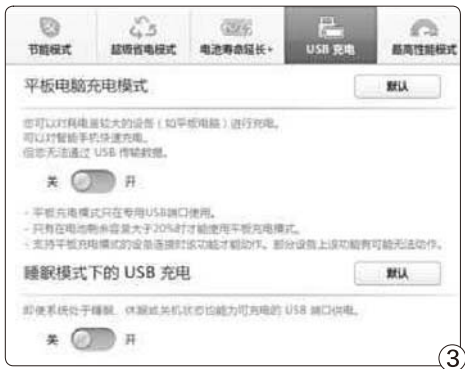 节能模式 超级省电模式 电池寿命延长+ USB 充电 最高性能模式
平板电脑充电模式 默认
您可以对耗电量较大的设备（如平板电脑）进行充电。
可以对智能手机快速充电。
但您无法通过 USB 传输数据。
关 开
- 平板充电模式只在专用USB端口使用。
- 只有在电池剩余容量大于20%时才能使用平板充电模式。
- 支持平板充电模式的设备连接时该功能才能动作。部分设备上该功能有可能无法动作。
睡眠模式下的 USB 充电 默认
即使系统处于睡眠、休眠或关机状态也能为可充电的 USB 端口供电。
关 开
③